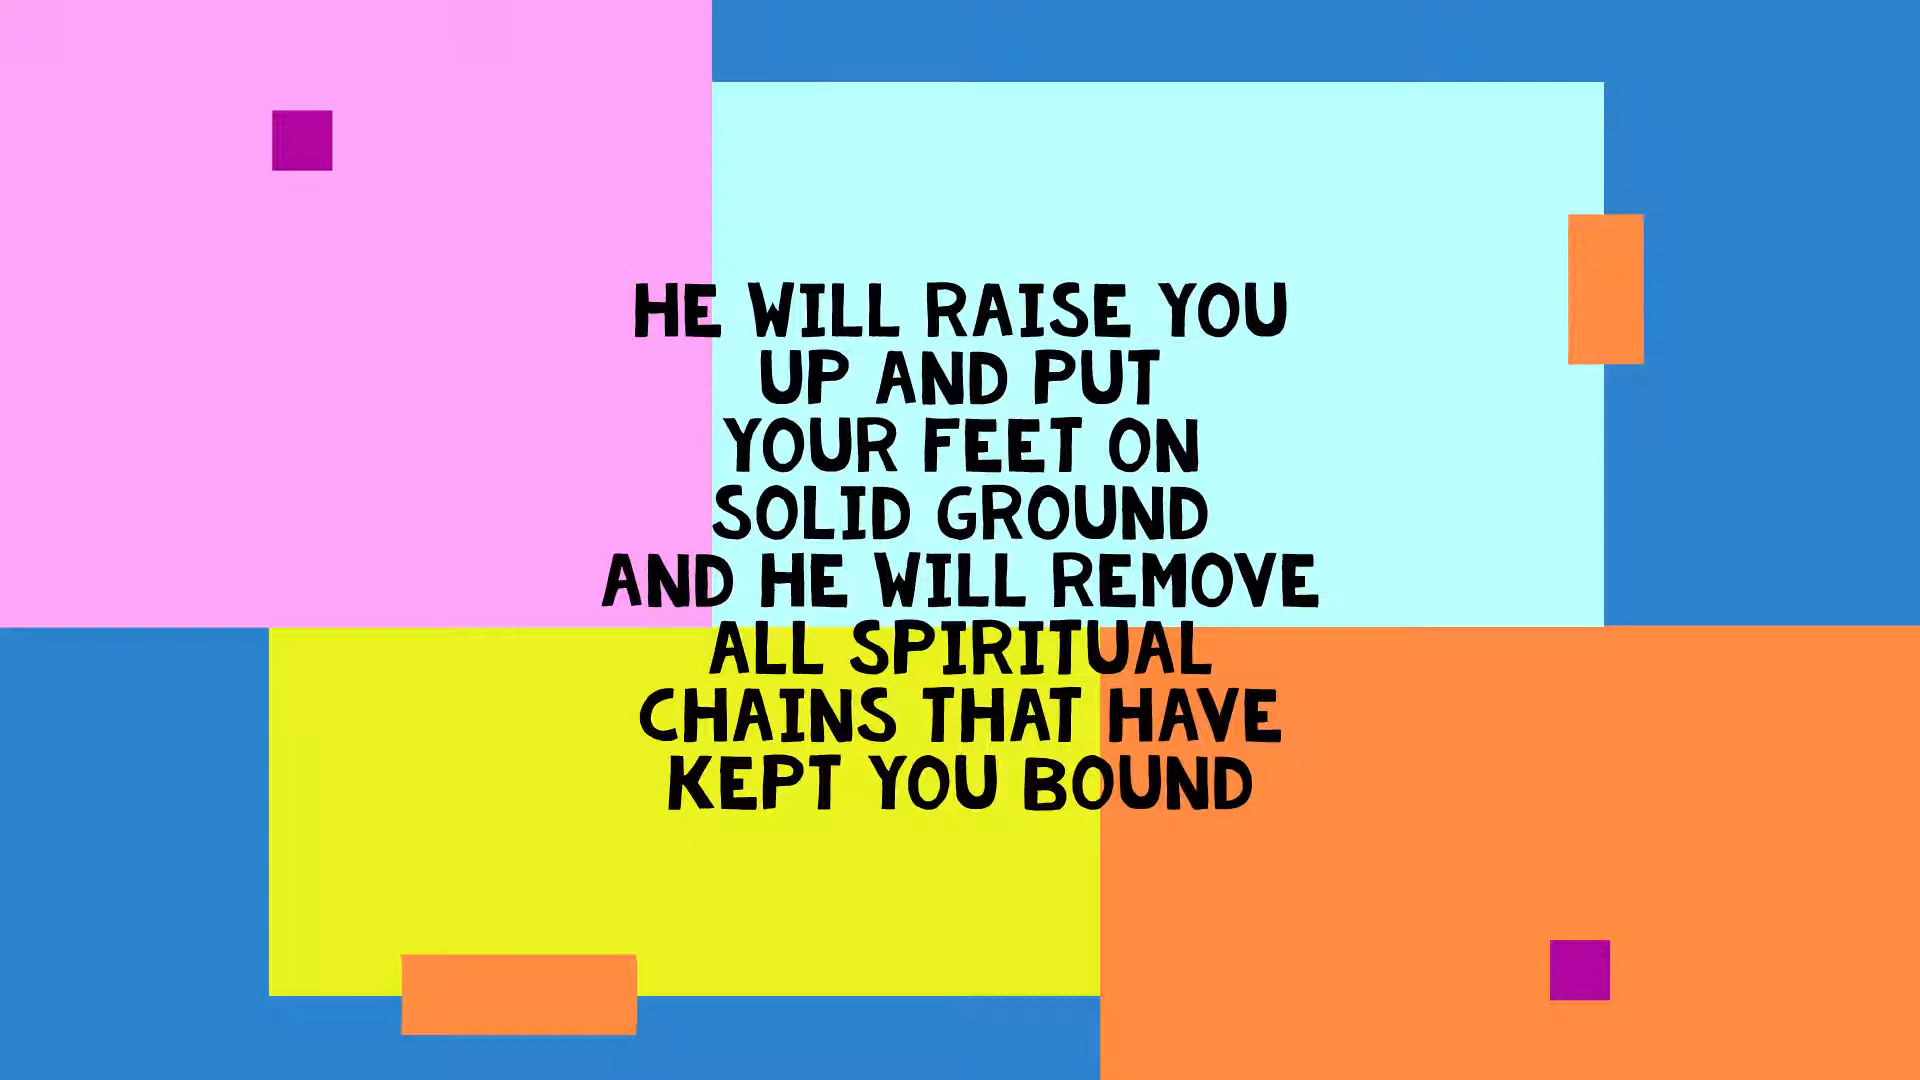 HE WILL RAISE YOU
UP AND PUT
YOUR FEET ON
SOLID GROUND
AND HE WILL REMOVE
ALL SPIRITUAL
CHAINS THAT HAVE
KEPT YOU BOUND